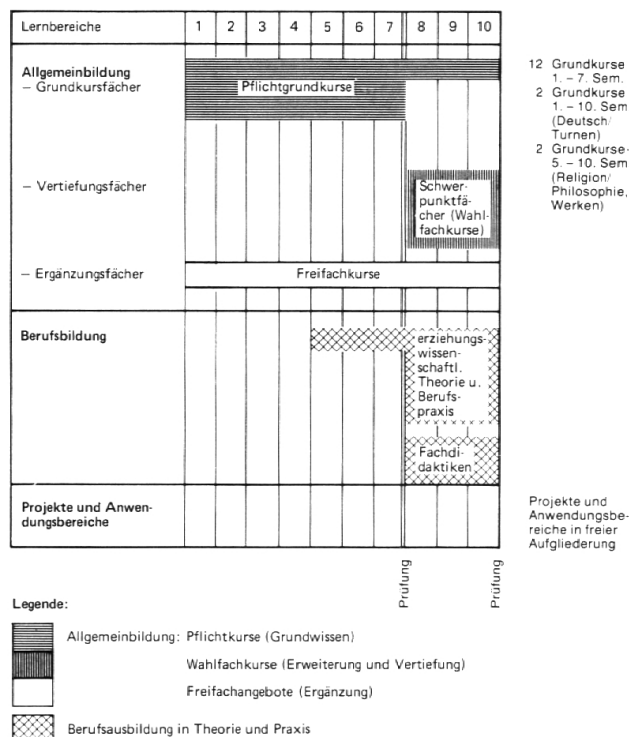 Lernbereiche 1 2 3 4 5 6 7 8 9 10
Allgemeinbildung
– Grundkursfächer
Pflichtgrundkurse
12 Grundkurse
1. – 7. Sem.
2 Grundkurse
1. – 10. Sem
(Deutsch/
Turnen)
2 Grundkurse-
5. – 10. Sem
(Religion/
Philosophie,
Werken)
– Vertiefungsfächer
Schwer-
punktfä-
cher (Wahl-
fachkurse)
– Ergänzungsfächer
Freifachkurse
Berufsbildung
erziehungs-
wissen-
schaftl.
Theorie u.
Berufs-
praxis
Fachdi-
daktiken
Projekte und Anwen-
dungsbereiche
Projekte und
Anwendungsbe-
reiche in freier
Aufgliederung
Prüfung
Prüfung
Legende:
Allgemeinbildung: Pflichtkurse (Grundwissen)
Wahlfachkurse (Erweiterung und Vertiefung)
Freifachangebote (Ergänzung)
Berufsausbildung in Theorie und Praxis